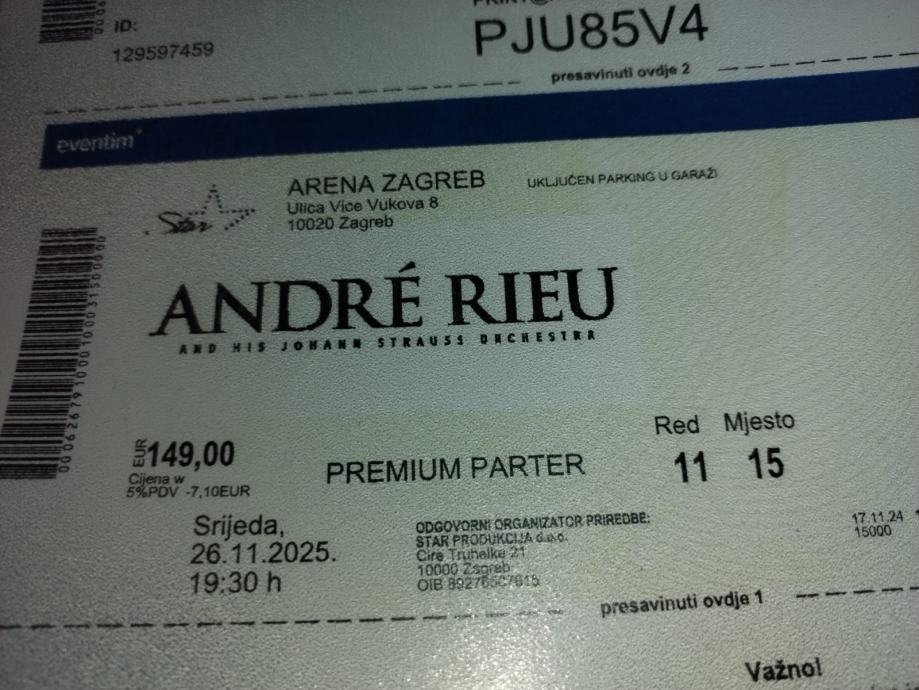 ID:
129597459
PJU85V4
presavinuti ovdje 2
eventim
Star
ARENA ZAGREB
Ulica Vice Vukova 8
10020 Zagreb
UKLJUČEN PARKING U GARAŽI
ANDRÉ RIEU
AND HIS JOHANN STRAUSS ORCHESTRA
EUR 149,00
Cijena w
5%PDV -7,10EUR
PREMIUM PARTER
Red Mjesto
11 15
Srijeda,
26.11.2025.
19:30 h
ODGOVORNI ORGANIZATOR PRIREDBE:
STAR PRODUKCIJA d.o.o.
Ćire Truhelke 21
10000 Zagreb
OIB
17.11.24
15000
presavinuti ovdje 1
Važno!